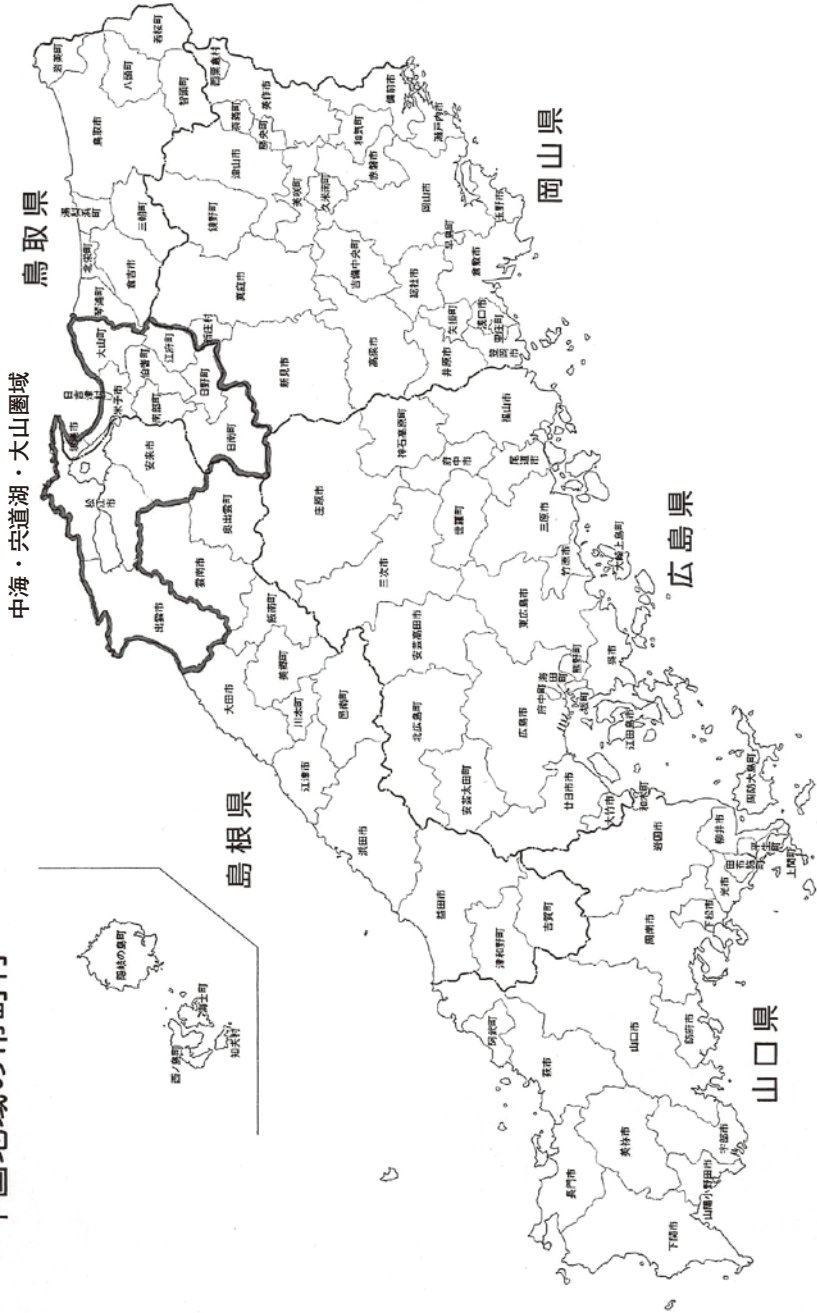 中国地域の市町村
中海・宍道湖・大山圏域
鳥取県
島根県
岡山県
広島県
山口県
岩美町
鳥取市
八頭町
若桜町
智頭町
湯梨浜町
三朝町
北栄町
倉吉市
琴浦町
大山町
日吉津村
米子市
伯耆町
南部町
江府町
日野町
日南町
境港市
松江市
安来市
出雲市
雲南市
奥出雲町
飯南町
大田市
美郷町
川本町
邑南町
江津市
浜田市
益田市
津和野町
吉賀町
隠岐の島町
海士町
西ノ島町
知夫村
西粟倉村
美作市
奈義町
勝央町
津山市
鏡野町
真庭市
新庄村
新見市
美咲町
久米南町
和気町
備前市
赤磐市
瀬戸内市
岡山市
吉備中央町
高梁市
総社市
早島町
倉敷市
玉野市
矢掛町
井原市
浅口市
里庄町
笠岡市
庄原市
神石高原町
福山市
府中市
尾道市
世羅町
三原市
三次市
竹原市
大崎上島町
東広島市
安芸高田市
北広島町
安芸太田町
広島市
府中町
海田町
熊野町
坂町
呉市
江田島市
廿日市市
大竹市
和木町
岩国市
柳井市
周防大島町
平生町
田布施町
上関町
光市
下松市
周南市
阿武町
萩市
山口市
防府市
長門市
美祢市
宇部市
山陽小野田市
下関市